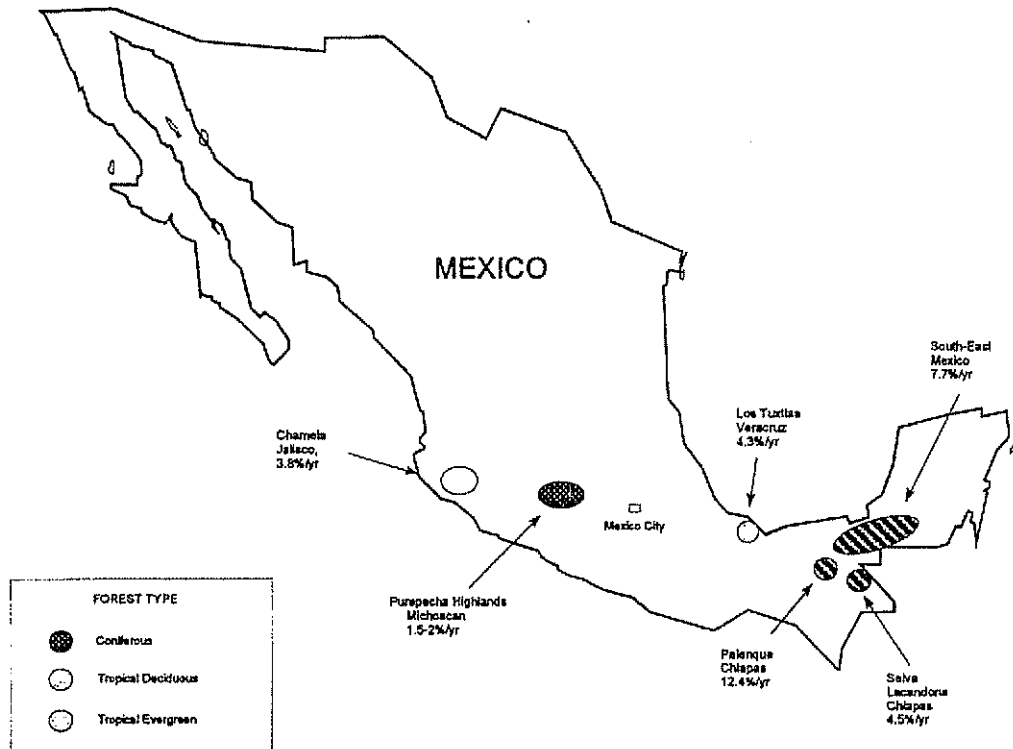 MEXICO
South-East
Mexico
7.7%/yr
Los Tuxtlas
Veracruz
4.3%/yr
Chamela
Jalisco,
3.8%/yr
Mexico City
Purepecha Highlands
Michoacan
1.5-2%/yr
Palenque
Chiapas
12.4%/yr
Selva
Lacandona
Chiapas
4.5%/yr
FOREST TYPE
Coniferous
Tropical Deciduous
Tropical Evergreen